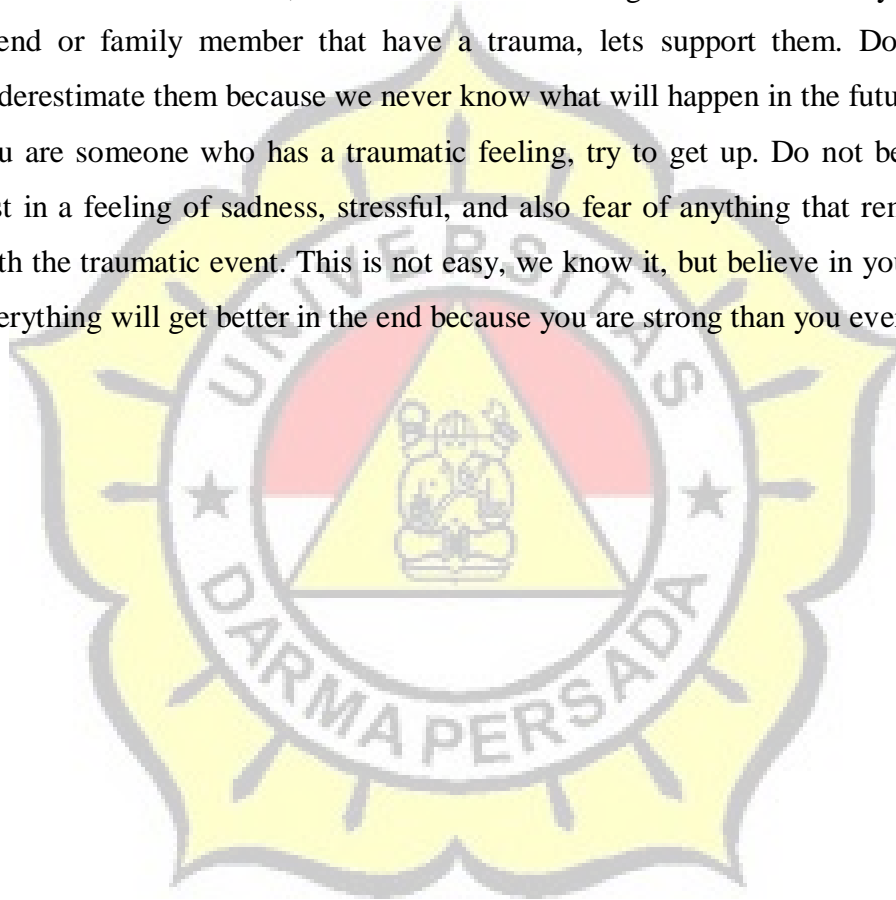 end or family member that have a trauma, lets support them. Do
derestimate them because we never know what will happen in the futu
u are someone who has a traumatic feeling, try to get up. Do not be
st in a feeling of sadness, stressful, and also fear of anything that rer
th the traumatic event. This is not easy, we know it, but believe in you
erything will get better in the end because you are strong than you eve
UNIVERSITAS
DARMA PERSADA